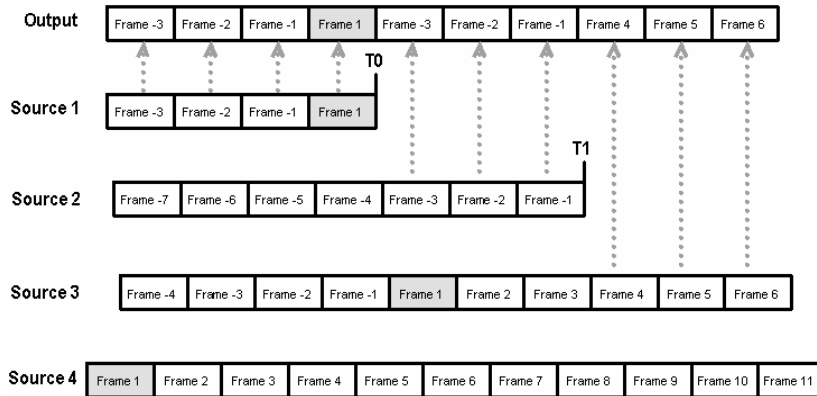 Output Frame -3 Frame -2 Frame -1 Frame 1 Frame -3 Frame -2 Frame -1 Frame 4 Frame 5 Frame 6
T0
Source 1 Frame -3 Frame -2 Frame -1 Frame 1
T1
Source 2 Frame -7 Frame -6 Frame -5 Frame -4 Frame -3 Frame -2 Frame -1
Source 3 Frame -4 Frame -3 Frame -2 Frame -1 Frame 1 Frame 2 Frame 3 Frame 4 Frame 5 Frame 6
Source 4 Frame 1 Frame 2 Frame 3 Frame 4 Frame 5 Frame 6 Frame 7 Frame 8 Frame 9 Frame 10 Frame 11